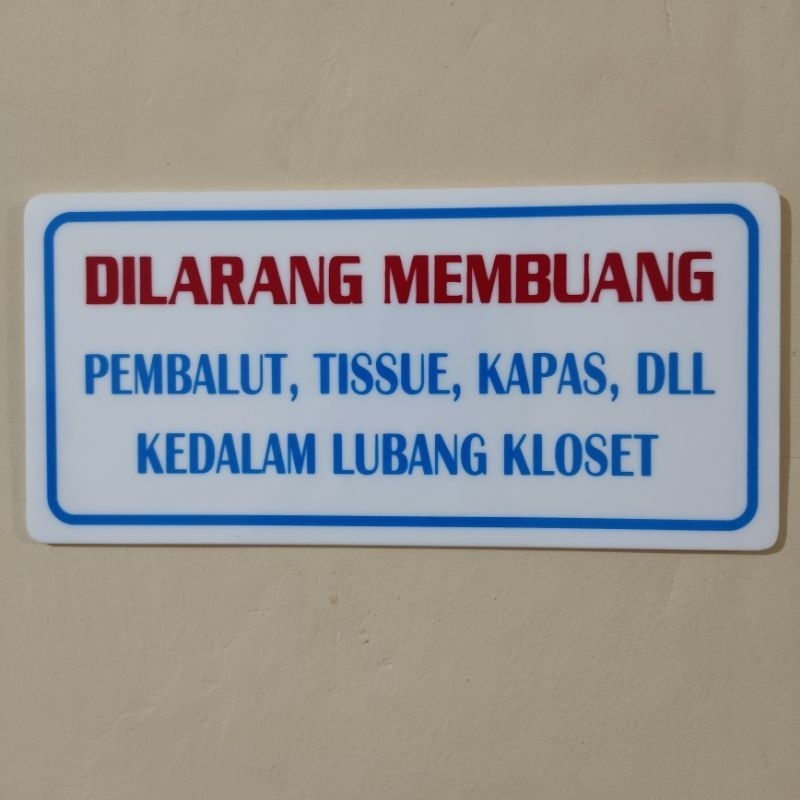 DILARANG MEMBUANG
PEMBALUT, TISSUE, KAPAS, DLL
KEDALAM LUBANG KLOSET